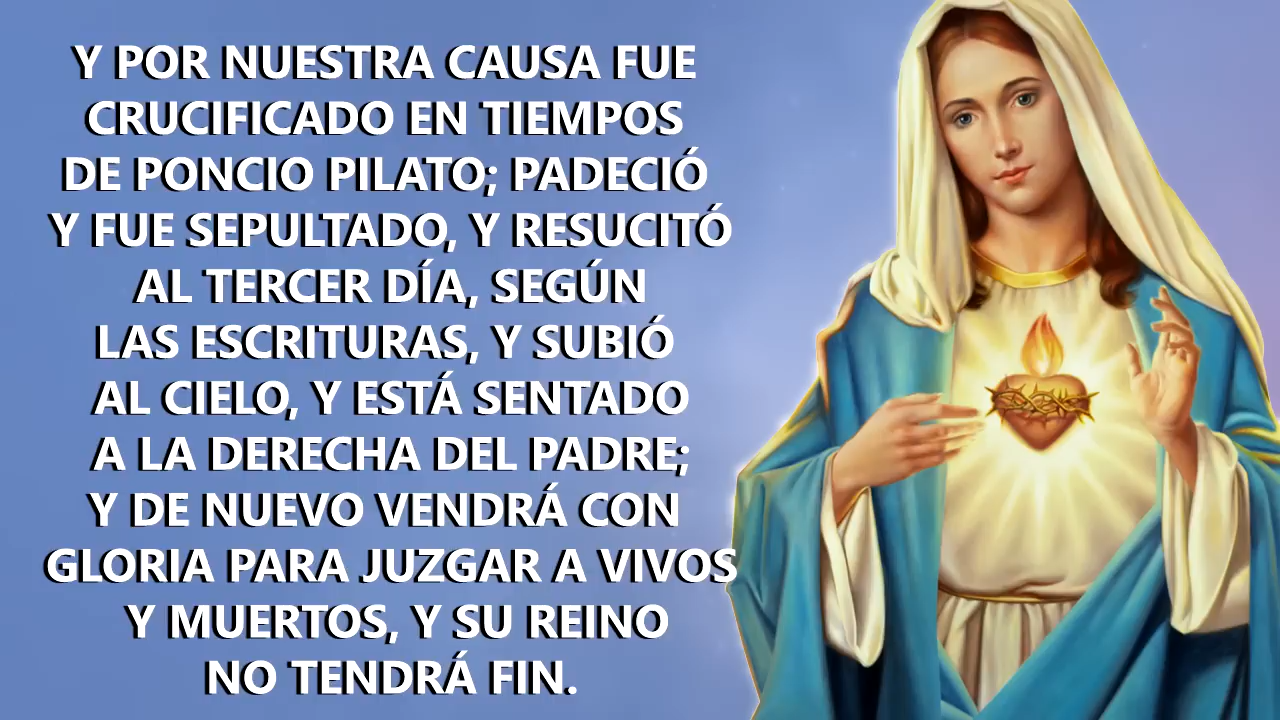 Y POR NUESTRA CAUSA FUE
CRUCIFICADO EN TIEMPOS
DE PONCIO PILATO; PADECIÓ
Y FUE SEPULTADO, Y RESUCITÓ
AL TERCER DÍA, SEGÚN
LAS ESCRITURAS, Y SUBIÓ
AL CIELO, Y ESTÁ SENTADO
A LA DERECHA DEL PADRE;
Y DE NUEVO VENDRÁ CON
GLORIA PARA JUZGAR A VIVOS
Y MUERTOS, Y SU REINO
NO TENDRÁ FIN.